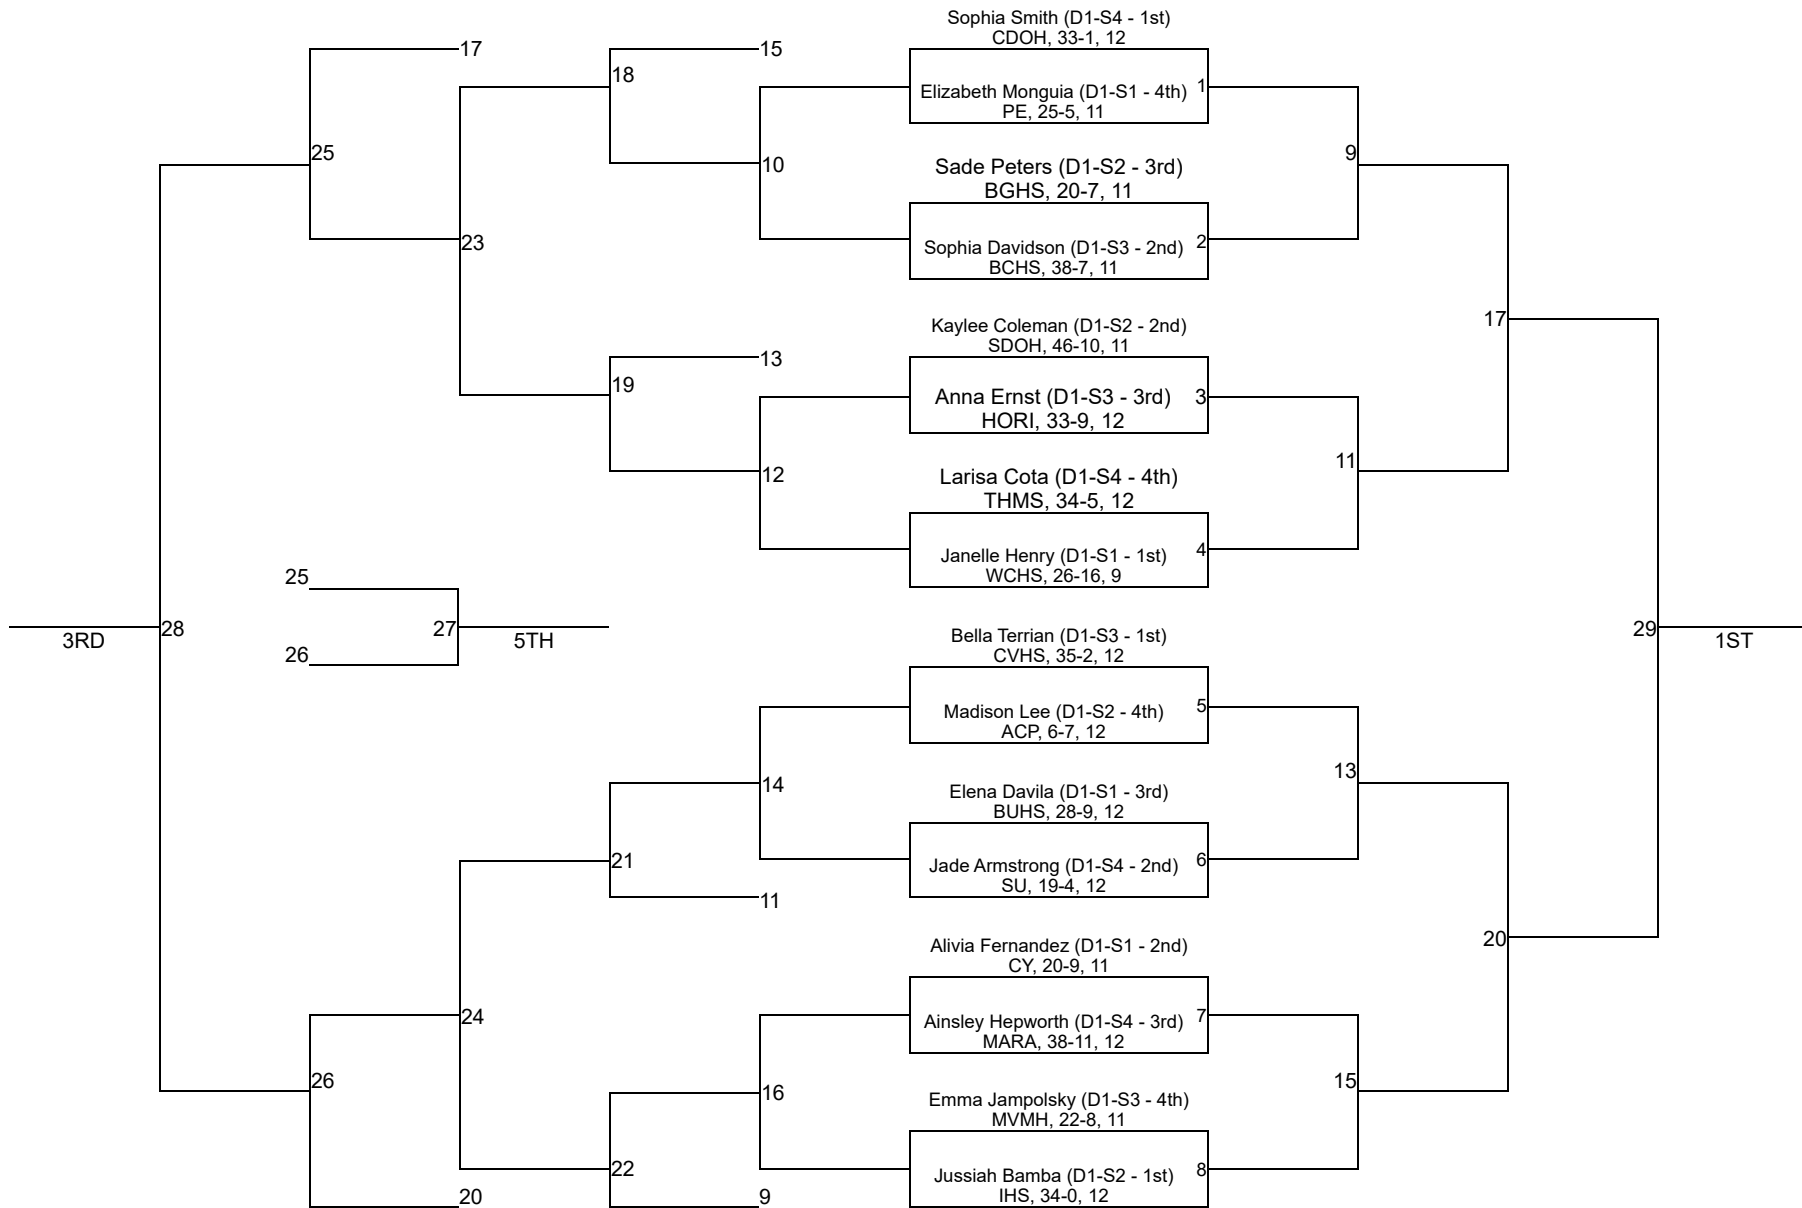 Sophia Smith (D1-S4 - 1st)
CDOH, 33-1, 12
17
15
18
Elizabeth Monguia (D1-S1 - 4th)
PE, 25-5, 11
1
25
10
9
Sade Peters (D1-S2 - 3rd)
BGHS, 20-7, 11
23
Sophia Davidson (D1-S3 - 2nd)
BCHS, 38-7, 11
2
Kaylee Coleman (D1-S2 - 2nd)
SDOH, 46-10, 11
17
13
19
Anna Ernst (D1-S3 - 3rd)
HORI, 33-9, 12
3
12
11
Larisa Cota (D1-S4 - 4th)
THMS, 34-5, 12
Janelle Henry (D1-S1 - 1st)
WCHS, 26-16, 9
4
25
28
3RD
27
5TH
26
29
1ST
Bella Terrian (D1-S3 - 1st)
CVHS, 35-2, 12
Madison Lee (D1-S2 - 4th)
ACP, 6-7, 12
5
14
13
Elena Davila (D1-S1 - 3rd)
BUHS, 28-9, 12
21
Jade Armstrong (D1-S4 - 2nd)
SU, 19-4, 12
6
11
Alivia Fernandez (D1-S1 - 2nd)
CY, 20-9, 11
20
24
Ainsley Hepworth (D1-S4 - 3rd)
MARA, 38-11, 12
7
26
16
15
Emma Jampolsky (D1-S3 - 4th)
MVMH, 22-8, 11
22
Jussiah Bamba (D1-S2 - 1st)
IHS, 34-0, 12
8
20
9